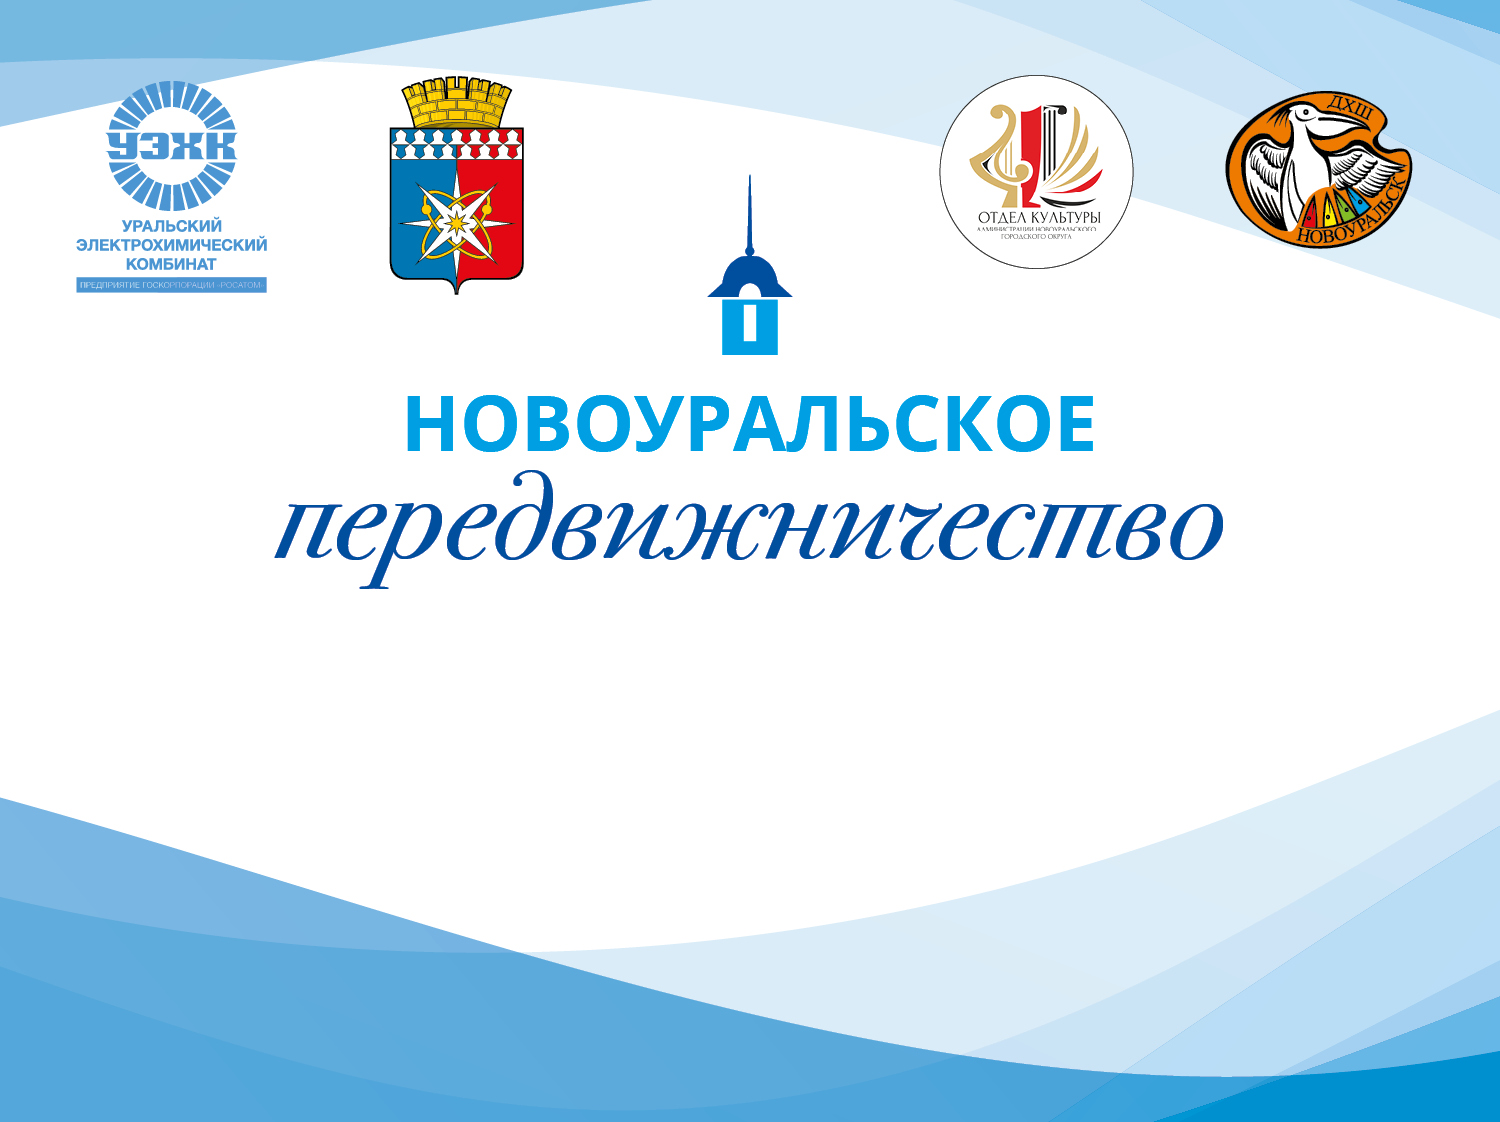 УЭХК
УРАЛЬСКИЙ
ЭЛЕКТРОХИМИЧЕСКИЙ
КОМБИНАТ
ПРЕДПРИЯТИЕ ГОСКОРПОРАЦИИ «РОСАТОМ»
ОТДЕЛ КУЛЬТУРЫ
АДМИНИСТРАЦИИ НОВОУРАЛЬСКОГО
ГОРОДСКОГО ОКРУГА
ДХШ
НОВОУРАЛЬСК
НОВОУРАЛЬСКОЕ
передвижничество